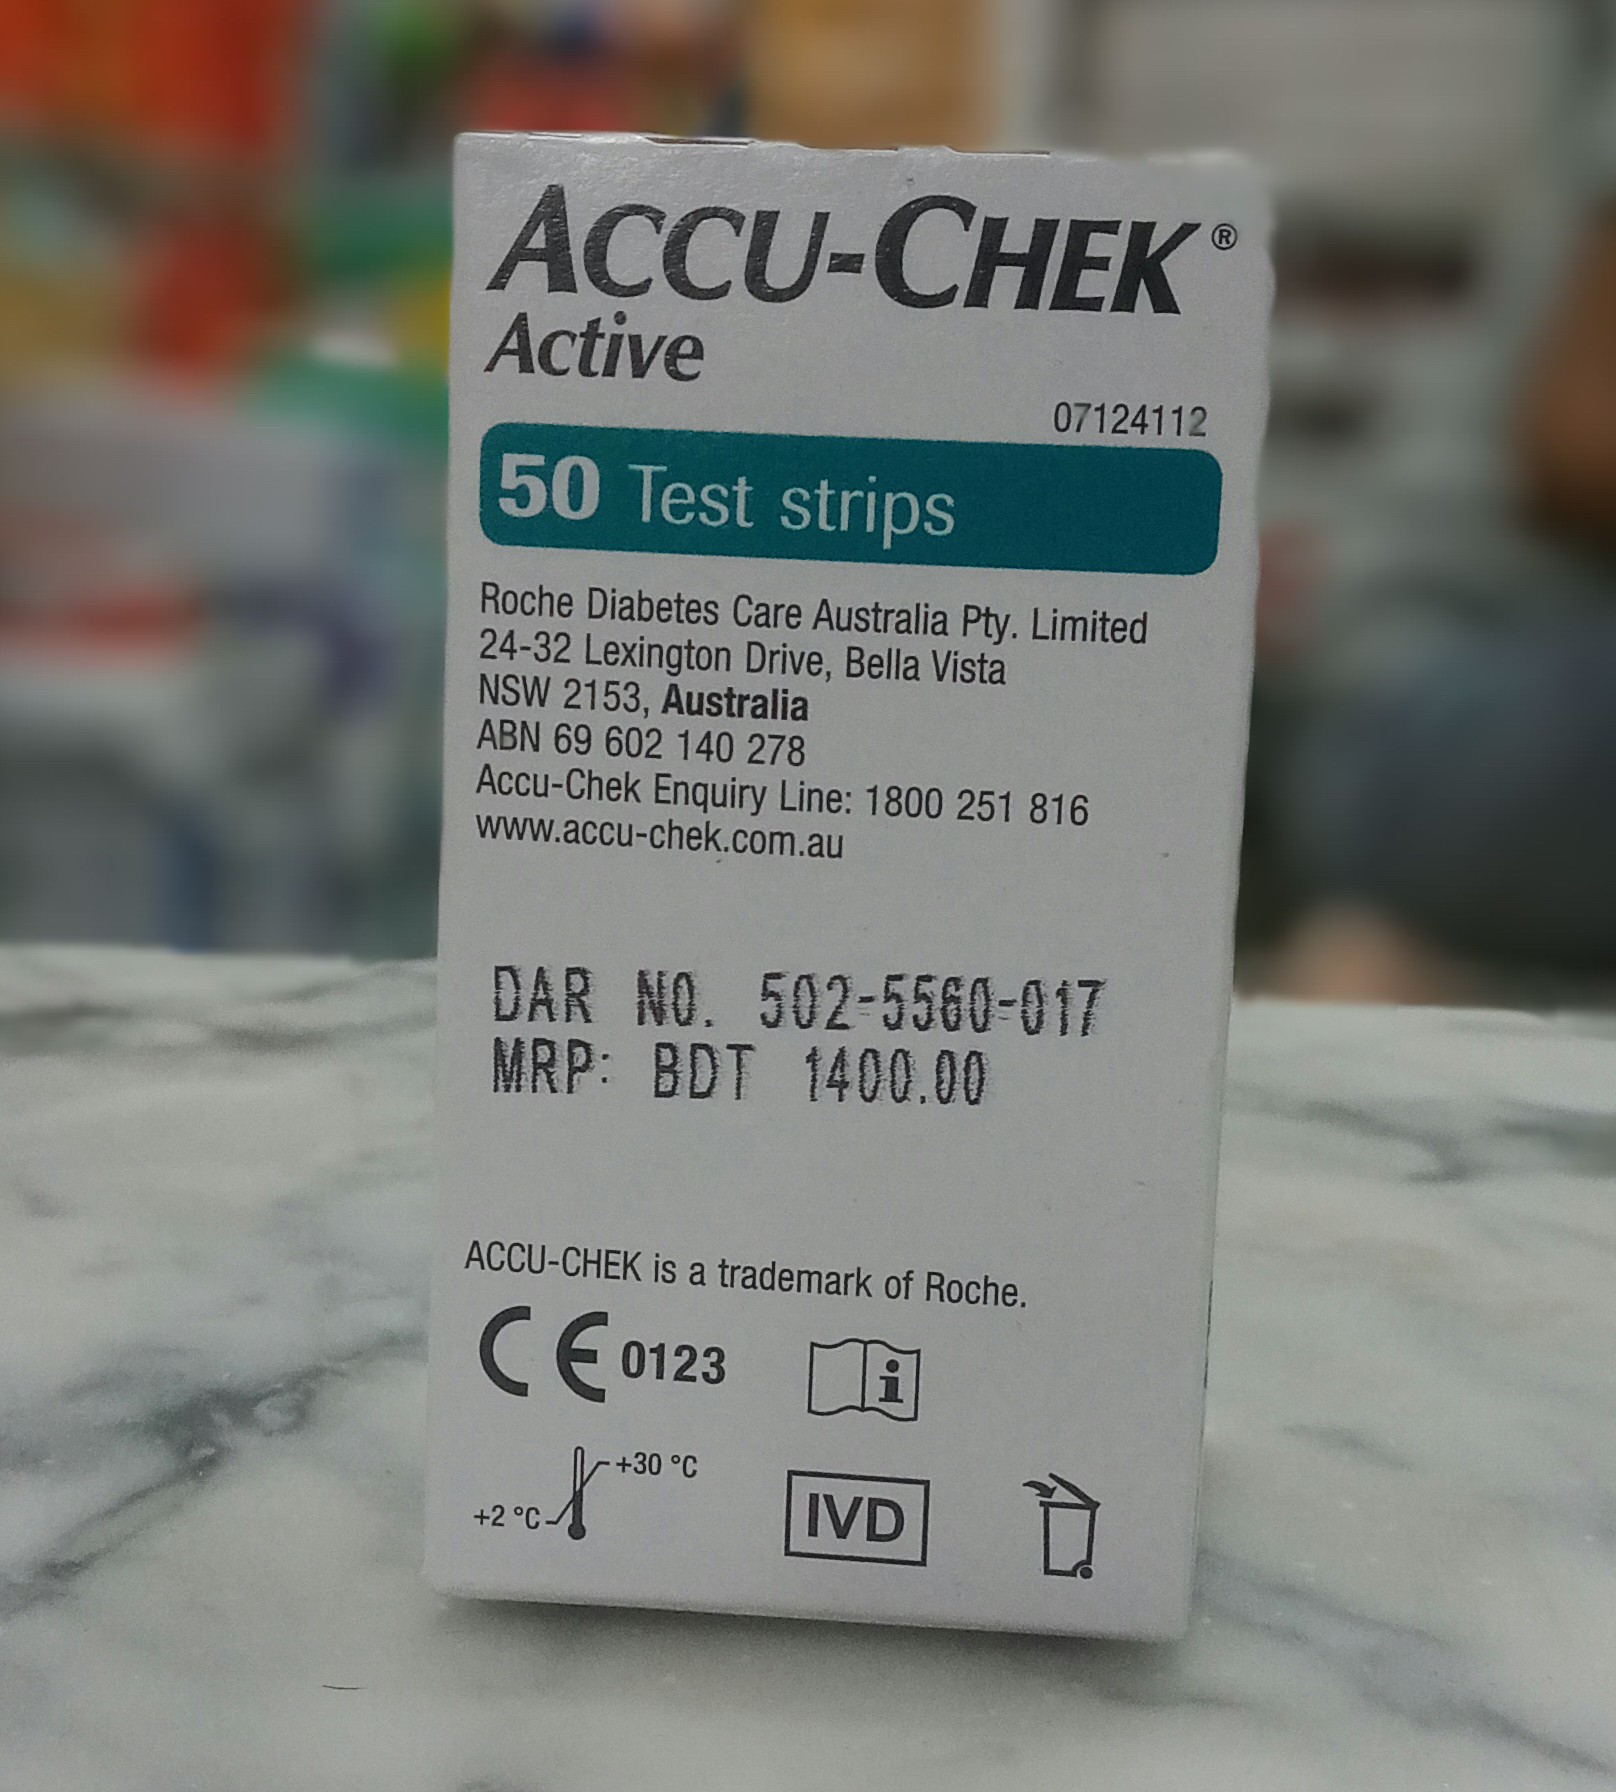 ACCU-CHEK®
Active
07124112
50 Test strips
Roche Diabetes Care Australia Pty. Limited
24-32 Lexington Drive, Bella Vista
NSW 2153, Australia
ABN 69 602 140 278
Accu-Chek Enquiry Line: 1800 251 816
www.accu-chek.com.au
DAR NO. 502-5560-017
MRP: BDT 1400.00
ACCU-CHEK is a trademark of Roche.
CE 0123
i
+30 °C
+2 °C
IVD